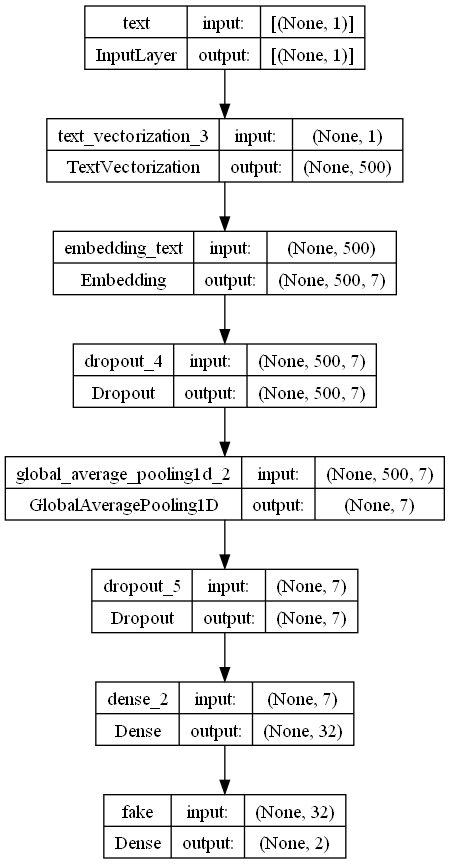 text input: [(None, 1)]
InputLayer output: [(None, 1)]
text_vectorization_3 input: (None, 1)
TextVectorization output: (None, 500)
embedding_text input: (None, 500)
Embedding output: (None, 500, 7)
dropout_4 input: (None, 500, 7)
Dropout output: (None, 500, 7)
global_average_pooling1d_2 input: (None, 500, 7)
GlobalAveragePooling1D output: (None, 7)
dropout_5 input: (None, 7)
Dropout output: (None, 7)
dense_2 input: (None, 7)
Dense output: (None, 32)
fake input: (None, 32)
Dense output: (None, 2)